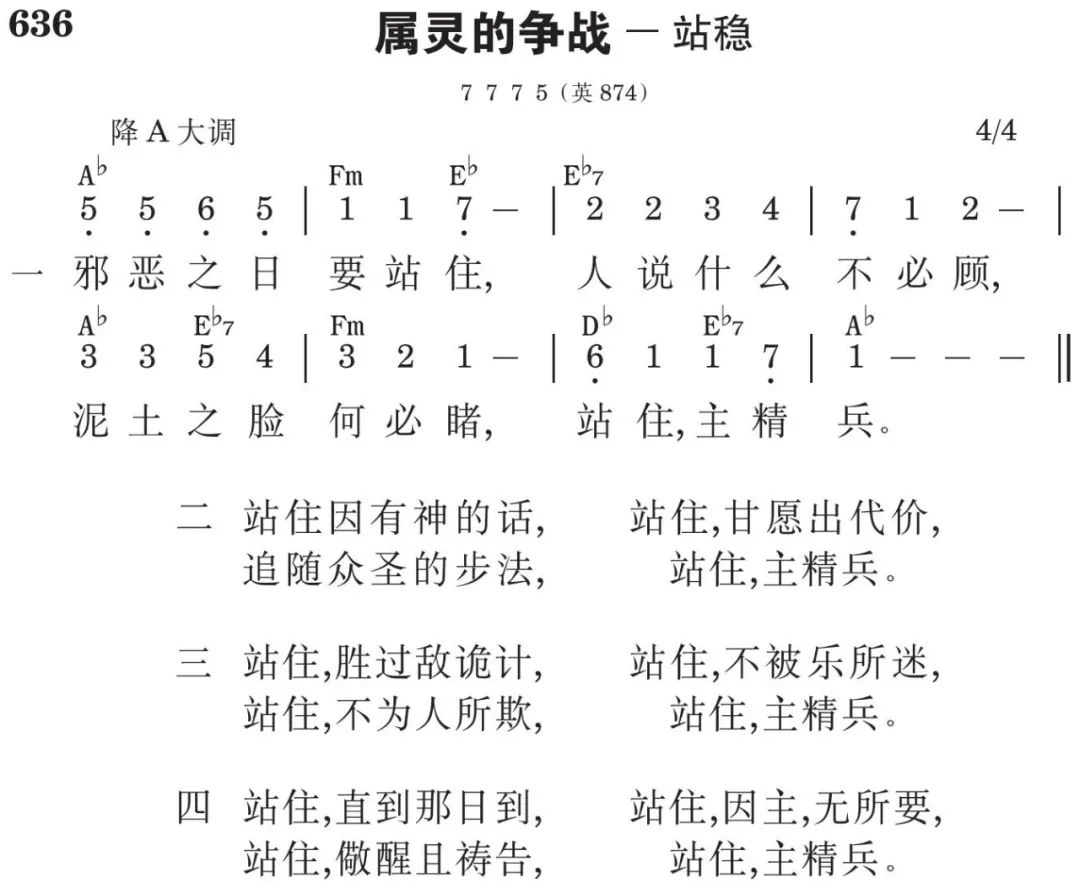 636
属灵的争战 — 站稳
7 7 7 5 (英 874)
降 A 大调 4/4
A♭ Fm E♭ E♭7
5̣ 5̣ 6̣ 5̣ | 1 1 7̣ — | 2 2 3 4 | 7̣ 1 2 — |
一 邪恶之日 要站住, 人说什么 不必顾,
A♭ E♭7 Fm D♭ E♭7 A♭
3 3 5̣ 4 | 3 2 1 — | 6̣ 1 1 7̣ | 1 — — — ‖
泥土之脸 何必睹, 站住,主精 兵。
二 站住因有神的话, 站住,甘愿出代价,
追随众圣的步法, 站住,主精兵。
三 站住,胜过敌诡计, 站住,不被乐所迷,
站住,不为人所欺, 站住,主精兵。
四 站住,直到那日到, 站住,因主,无所要,
站住,儆醒且祷告, 站住,主精兵。